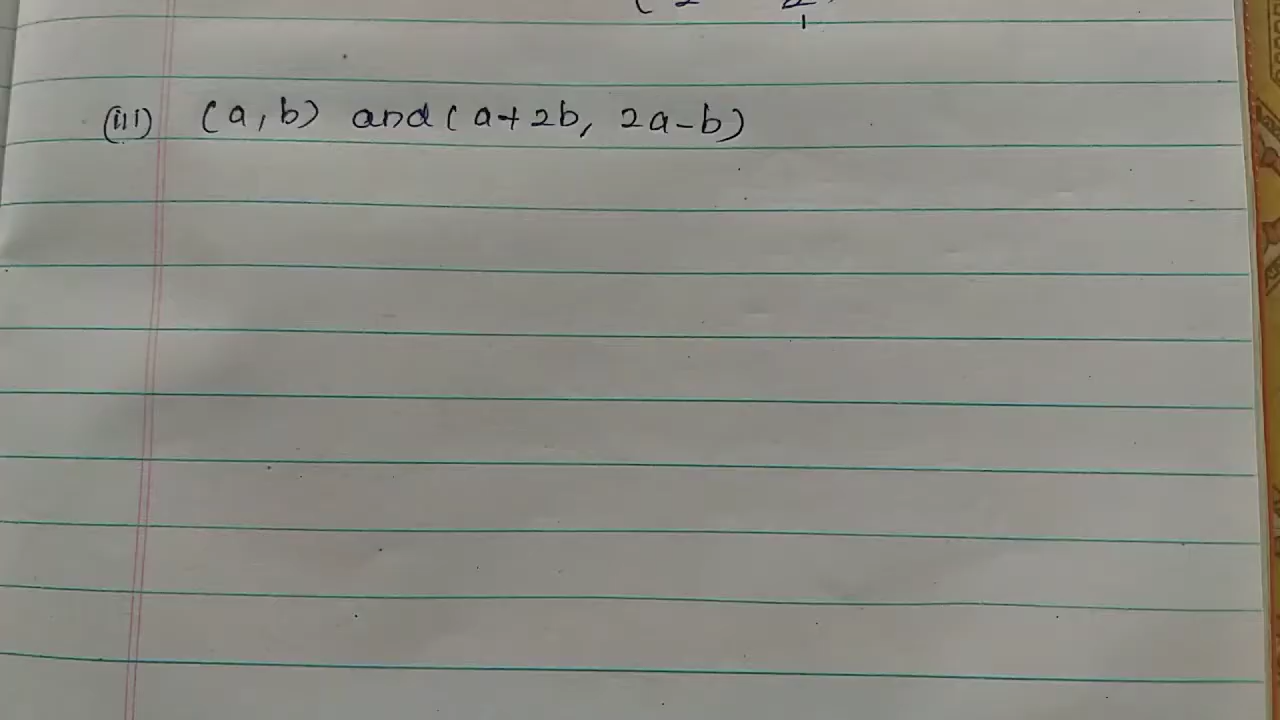 (iii) (a, b) and (a+2b, 2a-b)